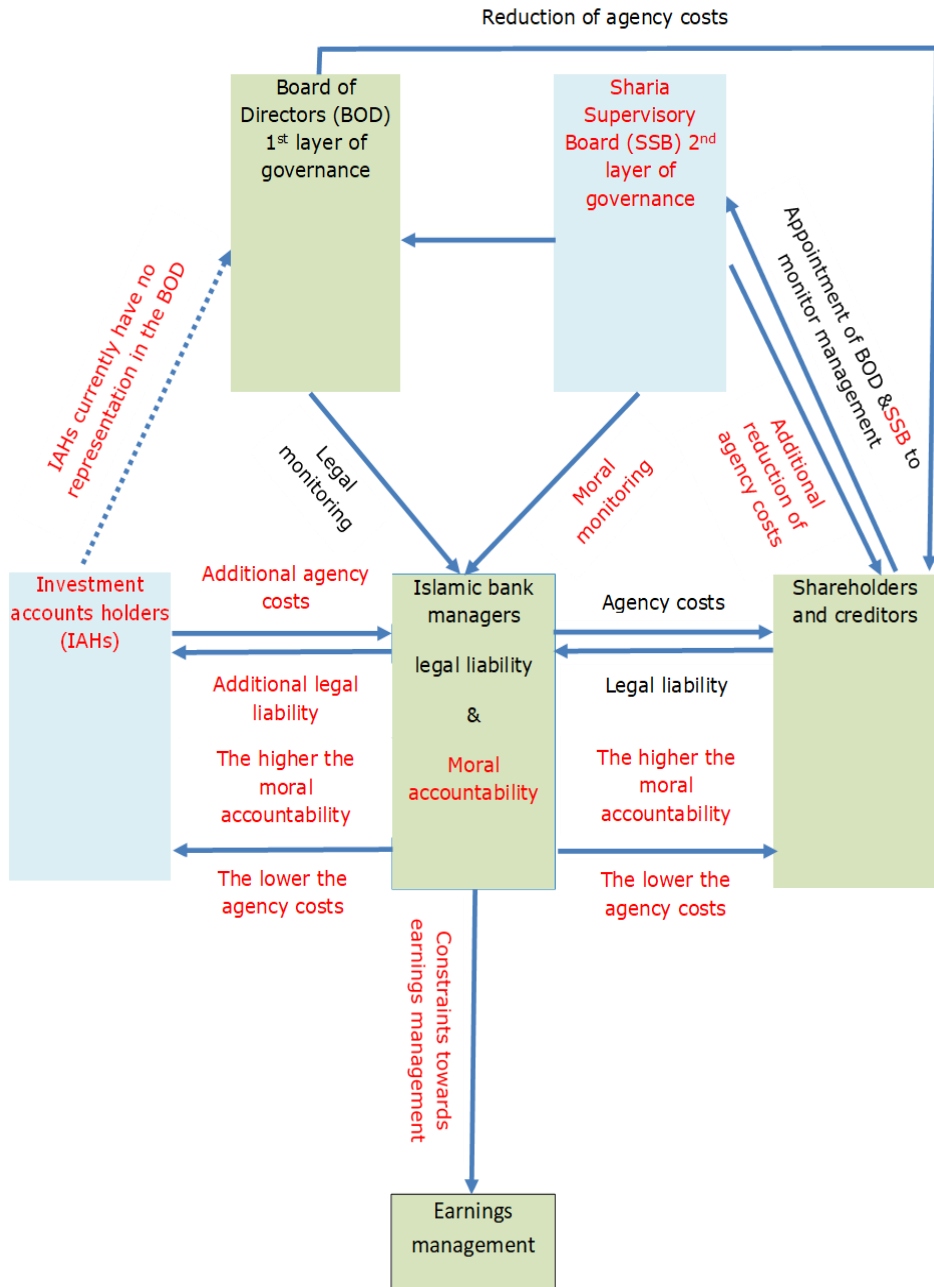 Reduction of agency costs
Board of
Directors (BOD)
1st layer of
governance
Sharia
Supervisory
Board (SSB) 2nd
layer of
governance
IAHs currently have no
representation in the BOD
Legal
monitoring
Moral
monitoring
Additional
reduction of
agency costs
Appointment of BOD &SSB to
monitor management
Investment
accounts holders
(IAHs)
Additional agency
costs
Additional legal
liability
The higher the
moral
accountability
The lower the
agency costs
Islamic bank
managers
legal liability
&
Moral
accountability
Agency costs
Legal liability
The higher the
moral
accountability
The lower the
agency costs
Shareholders
and creditors
Constraints towards
earnings management
Earnings
management